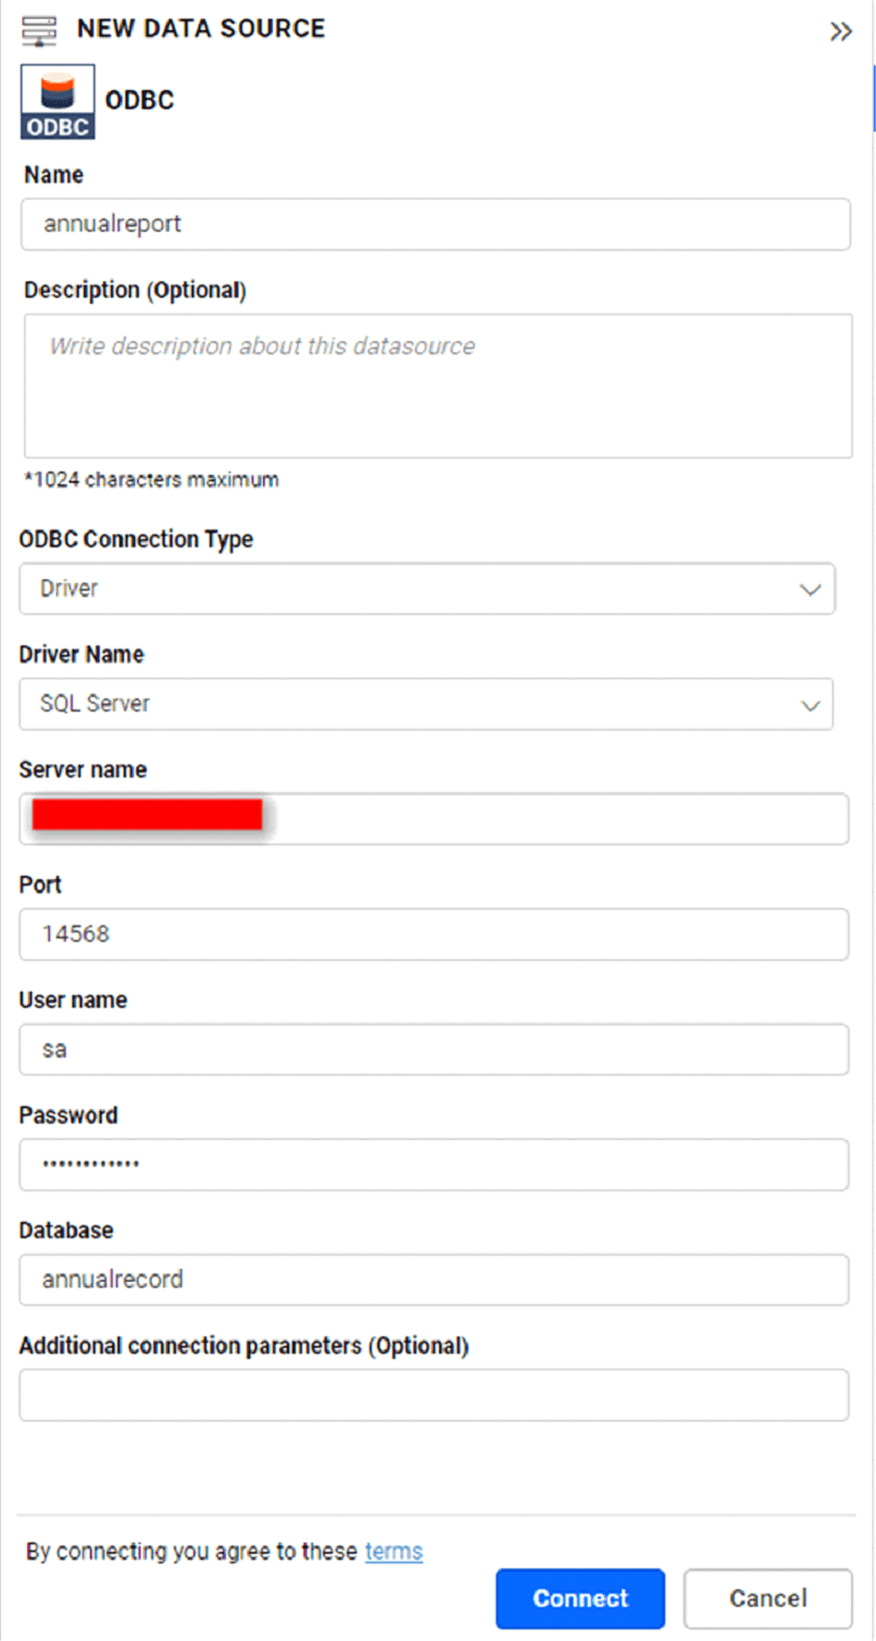 NEW DATA SOURCE
ODBC
ODBC
Name
annualreport
Description (Optional)
Write description about this datasource
*1024 characters maximum
ODBC Connection Type
Driver
Driver Name
SQL Server
Server name
Port
14568
User name
sa
Password
••••••••••••
Database
annualrecord
Additional connection parameters (Optional)
By connecting you agree to these terms
Connect Cancel